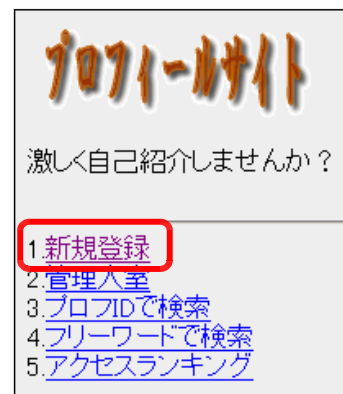 プロフィールサイト
激しく自己紹介しませんか?
1.新規登録
2.管理人室
3.プロフIDで検索
4.フリーワードで検索
5.アクセスランキング